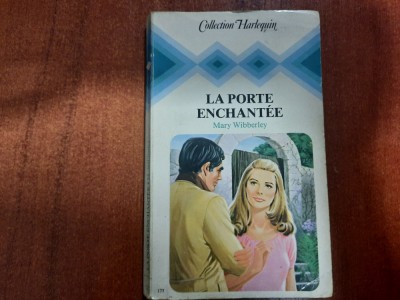 Collection Harlequin
LA PORTE
ENCHANTÉE
Mary Wibberley